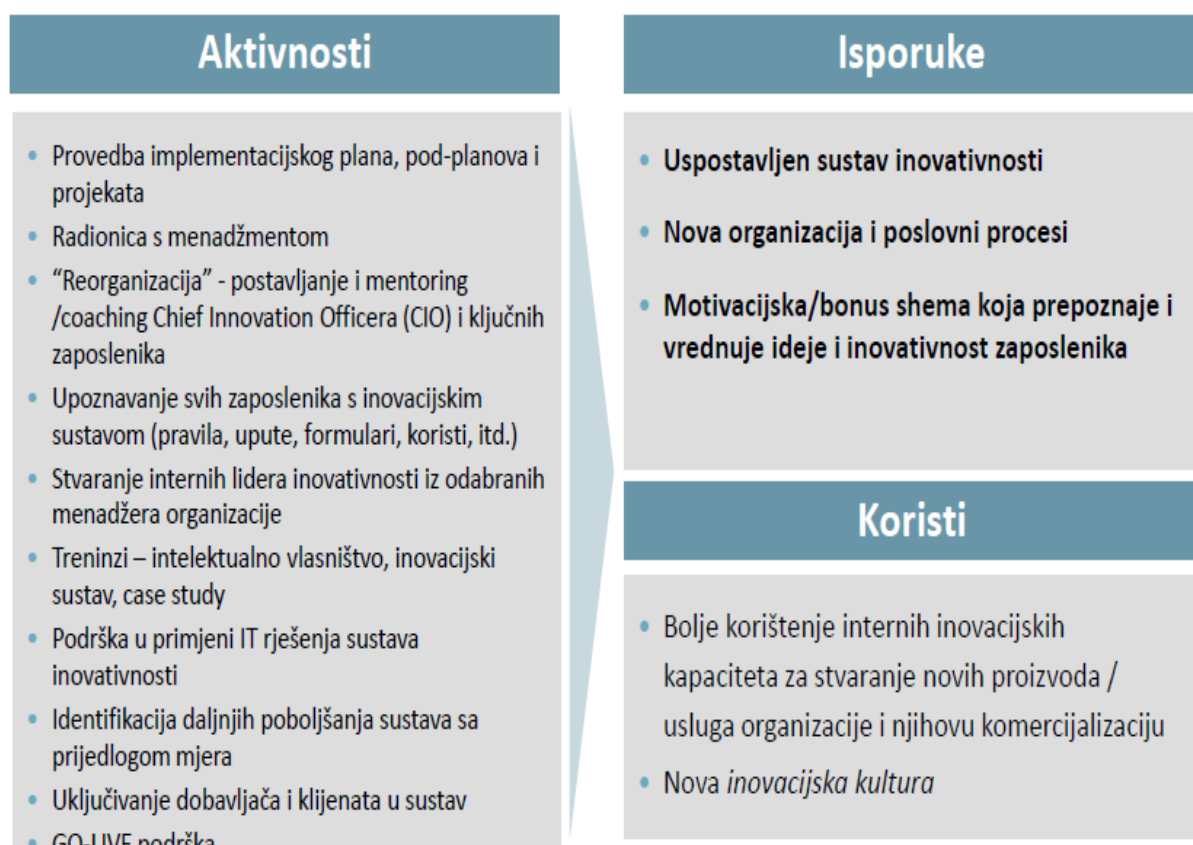 Aktivnosti
• Provedba implementacijskog plana, pod-planova i
projekata
• Radionica s menadžmentom
• “Reorganizacija” - postavljanje i mentoring
/coaching Chief Innovation Officera (CIO) i ključnih
zaposlenika
• Upoznavanje svih zaposlenika s inovacijskim
sustavom (pravila, upute, formulari, koristi, itd.)
• Stvaranje internih lidera inovativnosti iz odabranih
menadžera organizacije
• Treninzi – intelektualno vlasništvo, inovacijski
sustav, case study
• Podrška u primjeni IT rješenja sustava
inovativnosti
• Identifikacija daljnjih poboljšanja sustava sa
prijedlogom mjera
• Uključivanje dobavljača i klijenata u sustav
• GO-LIVE podrška
Isporuke
• Uspostavljen sustav inovativnosti
• Nova organizacija i poslovni procesi
• Motivacijska/bonus shema koja prepoznaje i
vrednuje ideje i inovativnost zaposlenika
Koristi
• Bolje korištenje internih inovacijskih
kapaciteta za stvaranje novih proizvoda /
usluga organizacije i njihovu komercijalizaciju
• Nova inovacijska kultura